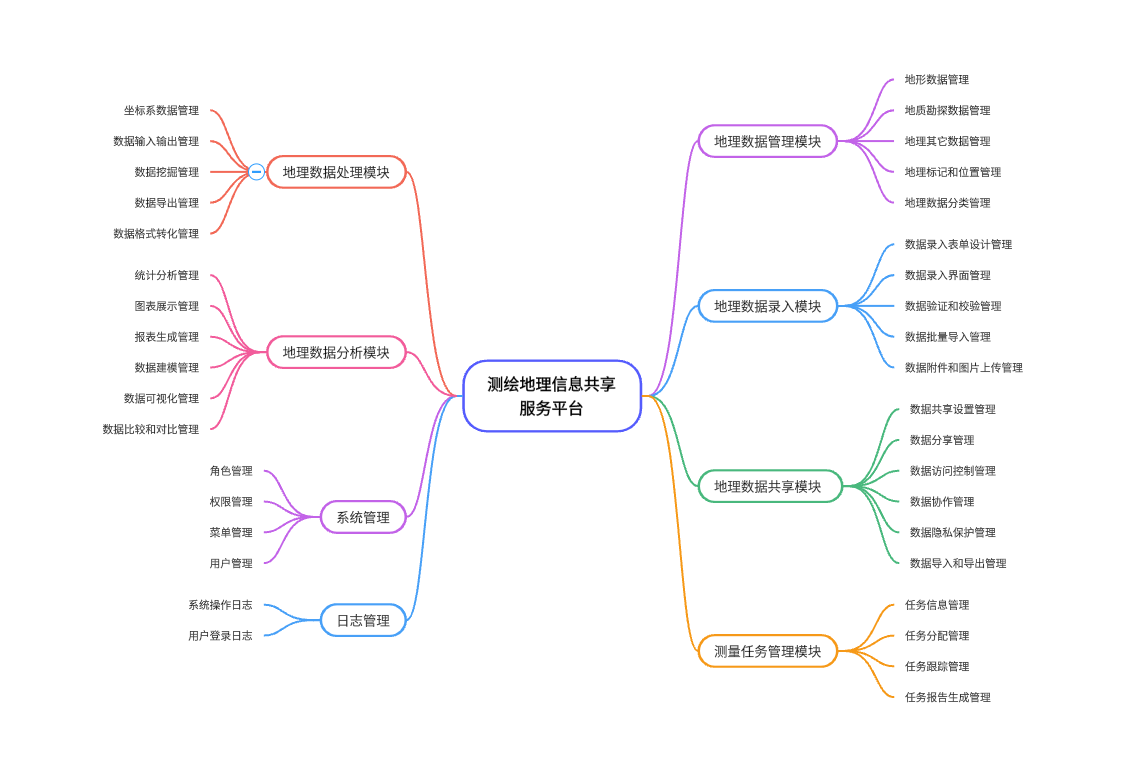 测绘地理信息共享
服务平台
地理数据处理模块
坐标系数据管理
数据输入输出管理
数据挖掘管理
数据导出管理
数据格式转化管理
地理数据分析模块
统计分析管理
图表展示管理
报表生成管理
数据建模管理
数据可视化管理
数据比较和对比管理
系统管理
角色管理
权限管理
菜单管理
用户管理
日志管理
系统操作日志
用户登录日志
地理数据管理模块
地形数据管理
地质勘探数据管理
地理其它数据管理
地理标记和位置管理
地理数据分类管理
地理数据录入模块
数据录入表单设计管理
数据录入界面管理
数据验证和校验管理
数据批量导入管理
数据附件和图片上传管理
地理数据共享模块
数据共享设置管理
数据分享管理
数据访问控制管理
数据协作管理
数据隐私保护管理
数据导入和导出管理
测量任务管理模块
任务信息管理
任务分配管理
任务跟踪管理
任务报告生成管理